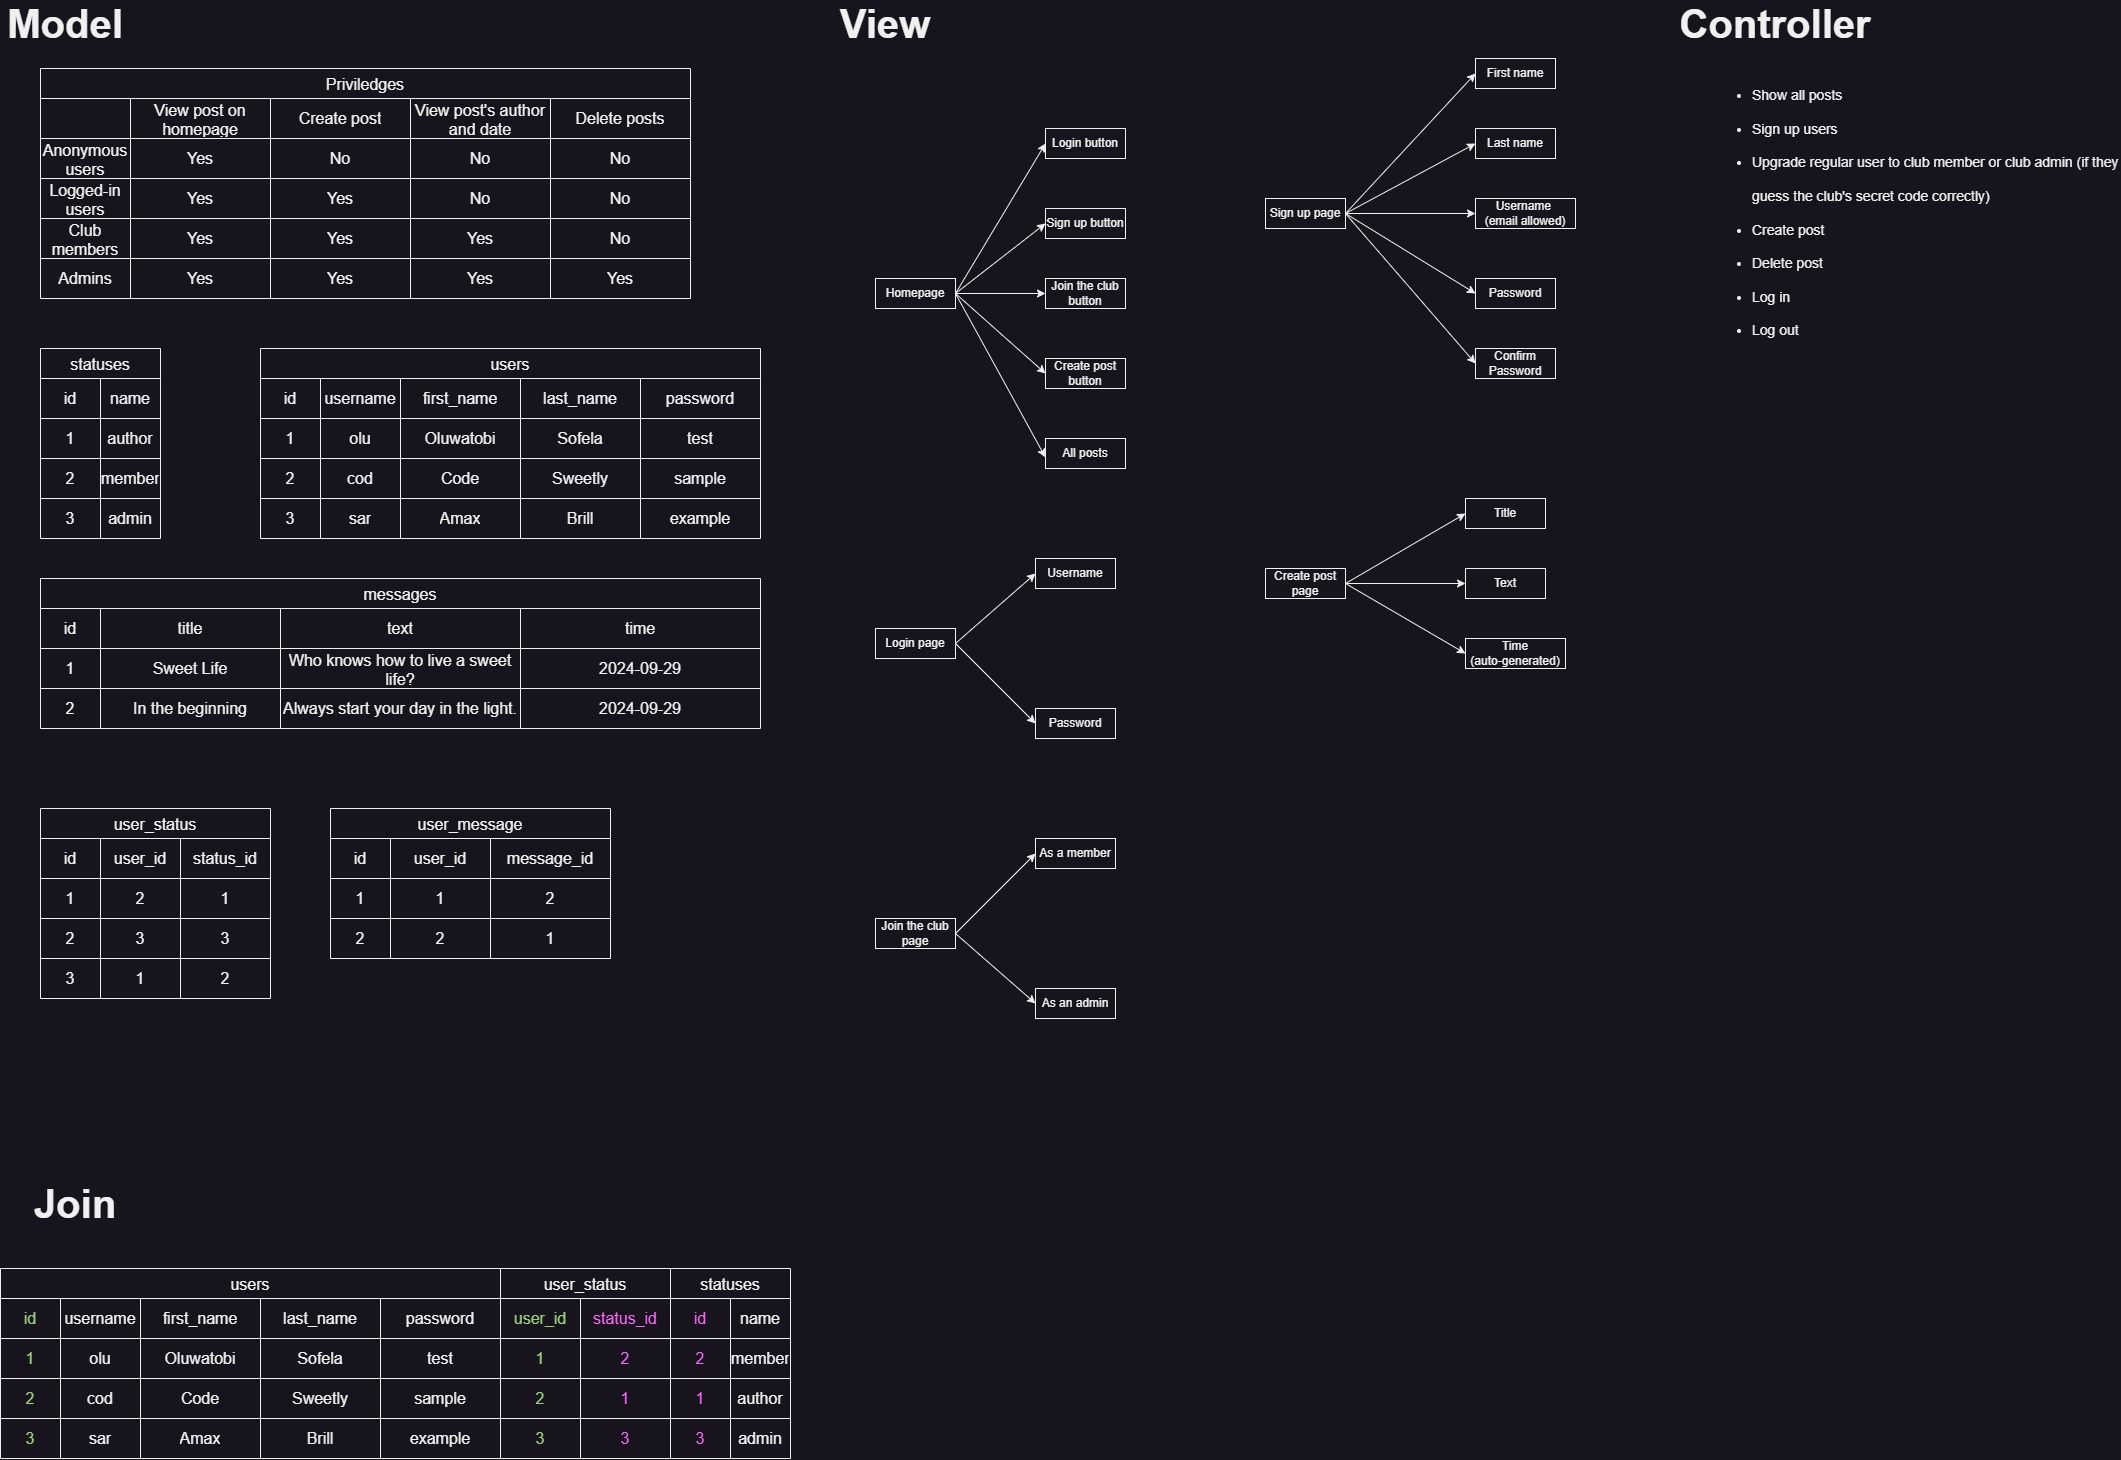 Model
Priviledges
View post on
homepage
Create post
View post's author
and date
Delete posts
Anonymous
users
Yes
No
No
No
Logged-in
users
Yes
Yes
No
No
Club
members
Yes
Yes
Yes
No
Admins
Yes
Yes
Yes
Yes
statuses
id
name
1
author
2
member
3
admin
users
id
username
first_name
last_name
password
1
olu
Oluwatobi
Sofela
test
2
cod
Code
Sweetly
sample
3
sar
Amax
Brill
example
messages
id
title
text
time
1
Sweet Life
Who knows how to live a sweet
life?
2024-09-29
2
In the beginning
Always start your day in the light.
2024-09-29
user_status
id
user_id
status_id
1
2
1
2
3
3
3
1
2
user_message
id
user_id
message_id
1
1
2
2
2
1
View
Homepage
Login button
Sign up button
Join the club
button
Create post
button
All posts
Login page
Username
Password
Join the club
page
As a member
As an admin
Sign up page
First name
Last name
Username
(email allowed)
Password
Confirm
Password
Create post
page
Title
Text
Time
(auto-generated)
Controller
• Show all posts
• Sign up users
• Upgrade regular user to club member or club admin (if they
guess the club's secret code correctly)
• Create post
• Delete post
• Log in
• Log out
Join
users
user_status
statuses
id
username
first_name
last_name
password
user_id
status_id
id
name
1
olu
Oluwatobi
Sofela
test
1
2
2
member
2
cod
Code
Sweetly
sample
2
1
1
author
3
sar
Amax
Brill
example
3
3
3
admin